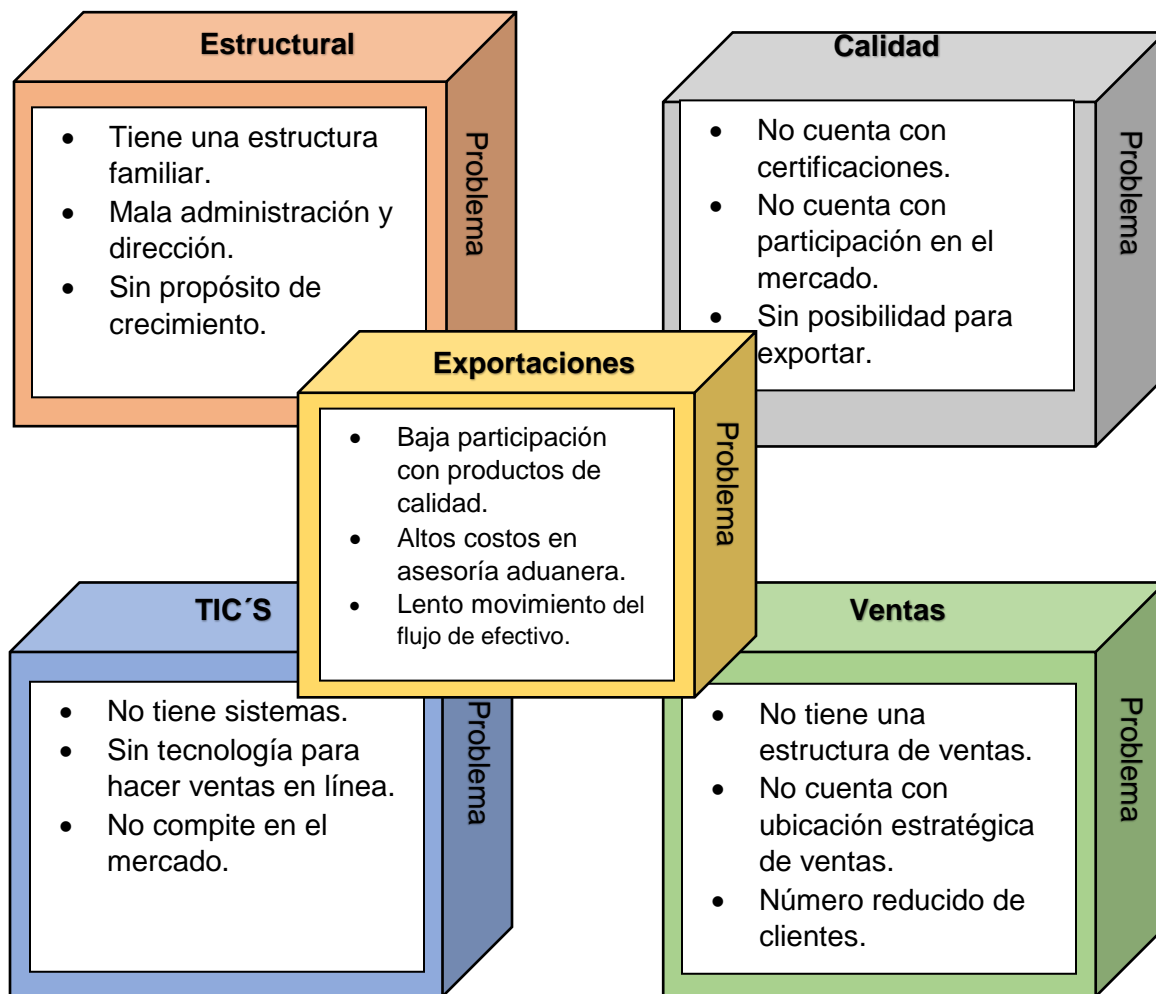 Estructural
Problema
• Tiene una estructura
familiar.
• Mala administración y
dirección.
• Sin propósito de
crecimiento.
Calidad
Problema
• No cuenta con
certificaciones.
• No cuenta con
participación en el
mercado.
• Sin posibilidad para
exportar.
Exportaciones
Problema
• Baja participación
con productos de
calidad.
• Altos costos en
asesoría aduanera.
• Lento movimiento del
flujo de efectivo.
TIC´S
Problema
• No tiene sistemas.
• Sin tecnología para
hacer ventas en línea.
• No compite en el
mercado.
Ventas
Problema
• No tiene una
estructura de ventas.
• No cuenta con
ubicación estratégica
de ventas.
• Número reducido de
clientes.